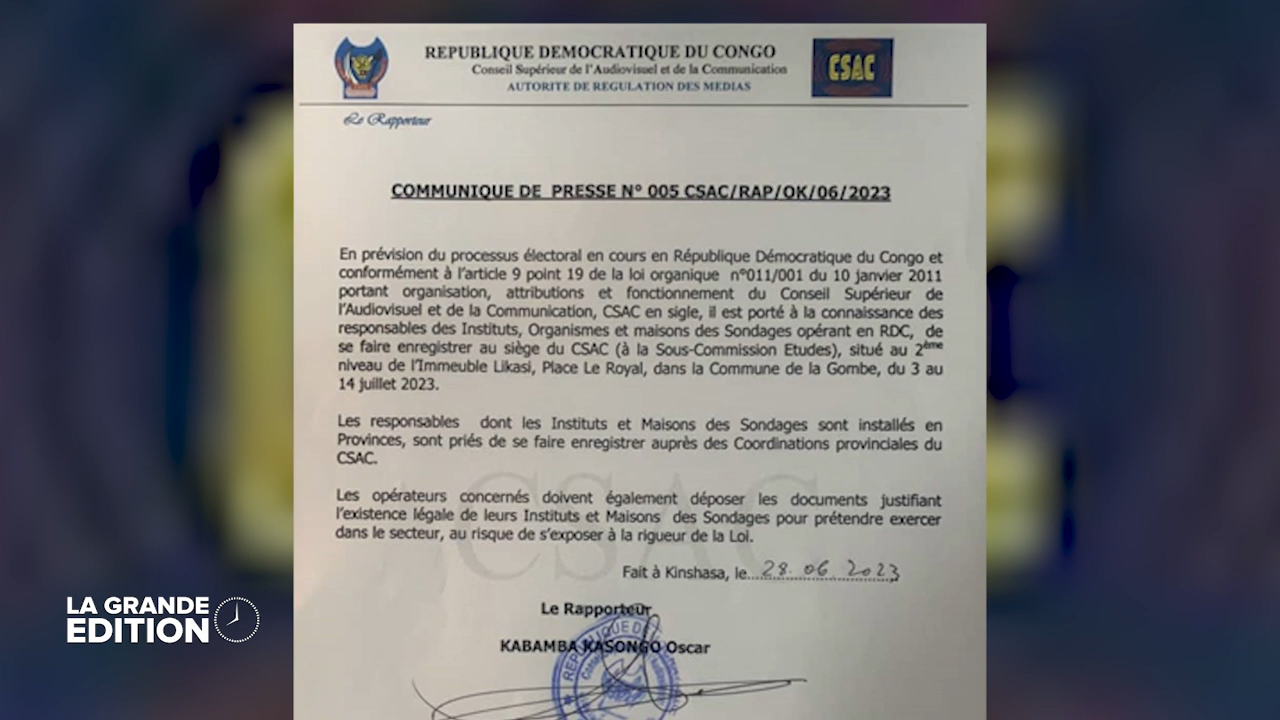 REPUBLIQUE DEMOCRATIQUE DU CONGO
Conseil Supérieur de l'Audiovisuel et de la Communication
AUTORITE DE REGULATION DES MEDIAS
CSAC
Le Rapporteur
COMMUNIQUE DE PRESSE N° 005 CSAC/RAP/OK/06/2023
En prévision du processus électoral en cours en République Démocratique du Congo et
conformément à l'article 9 point 19 de la loi organique n°011/001 du 10 janvier 2011
portant organisation, attributions et fonctionnement du Conseil Supérieur de
l'Audiovisuel et de la Communication, CSAC en sigle, il est porté à la connaissance des
responsables des Instituts, Organismes et maisons des Sondages opérant en RDC, de
se faire enregistrer au siège du CSAC (à la Sous-Commission Etudes), situé au 2ème
niveau de l'Immeuble Likasi, Place Le Royal, dans la Commune de la Gombe, du 3 au
14 juillet 2023.
Les responsables dont les Instituts et Maisons des Sondages sont installés en
Provinces, sont priés de se faire enregistrer auprès des Coordinations provinciales du
CSAC.
Les opérateurs concernés doivent également déposer les documents justifiant
l'existence légale de leurs Instituts et Maisons des Sondages pour prétendre exercer
dans le secteur, au risque de s'exposer à la rigueur de la Loi.
CSAC
Fait à Kinshasa, le 28.06.2023
Le Rapporteur
KABAMBA KASONGO Oscar
REPUBLIQUE DE
LA GRANDE
EDITION